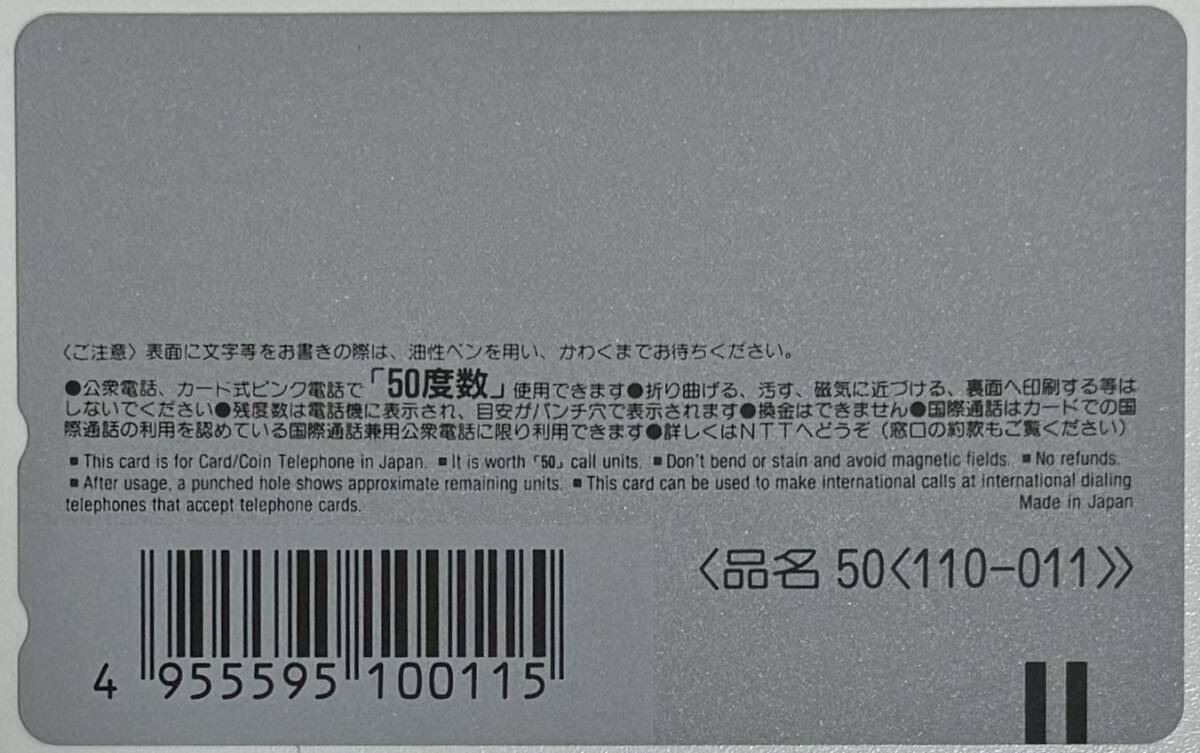 〈ご注意〉表面に文字等をお書きの際は、油性ペンを用い、かわくまでお待ちください。
●公衆電話、カード式ピンク電話で「50度数」使用できます●折り曲げる、汚す、磁気に近づける、裏面へ印刷する等は
しないでください●残度数は電話機に表示され、目安がパンチ穴で表示されます●換金はできません●国際通話はカードでの国
際通話の利用を認めている国際通話兼用公衆電話に限り利用できます●詳しくはNTTへどうぞ（窓口の約款もご覧ください）
■ This card is for Card/Coin Telephone in Japan. ■ It is worth「50」call units. ■ Don't bend or stain and avoid magnetic fields. ■ No refunds.
■ After usage, a punched hole shows approximate remaining units. ■ This card can be used to make international calls at international dialing
telephones that accept telephone cards. Made in Japan
〈品名 50〈110-011〉〉
4 955595 100115